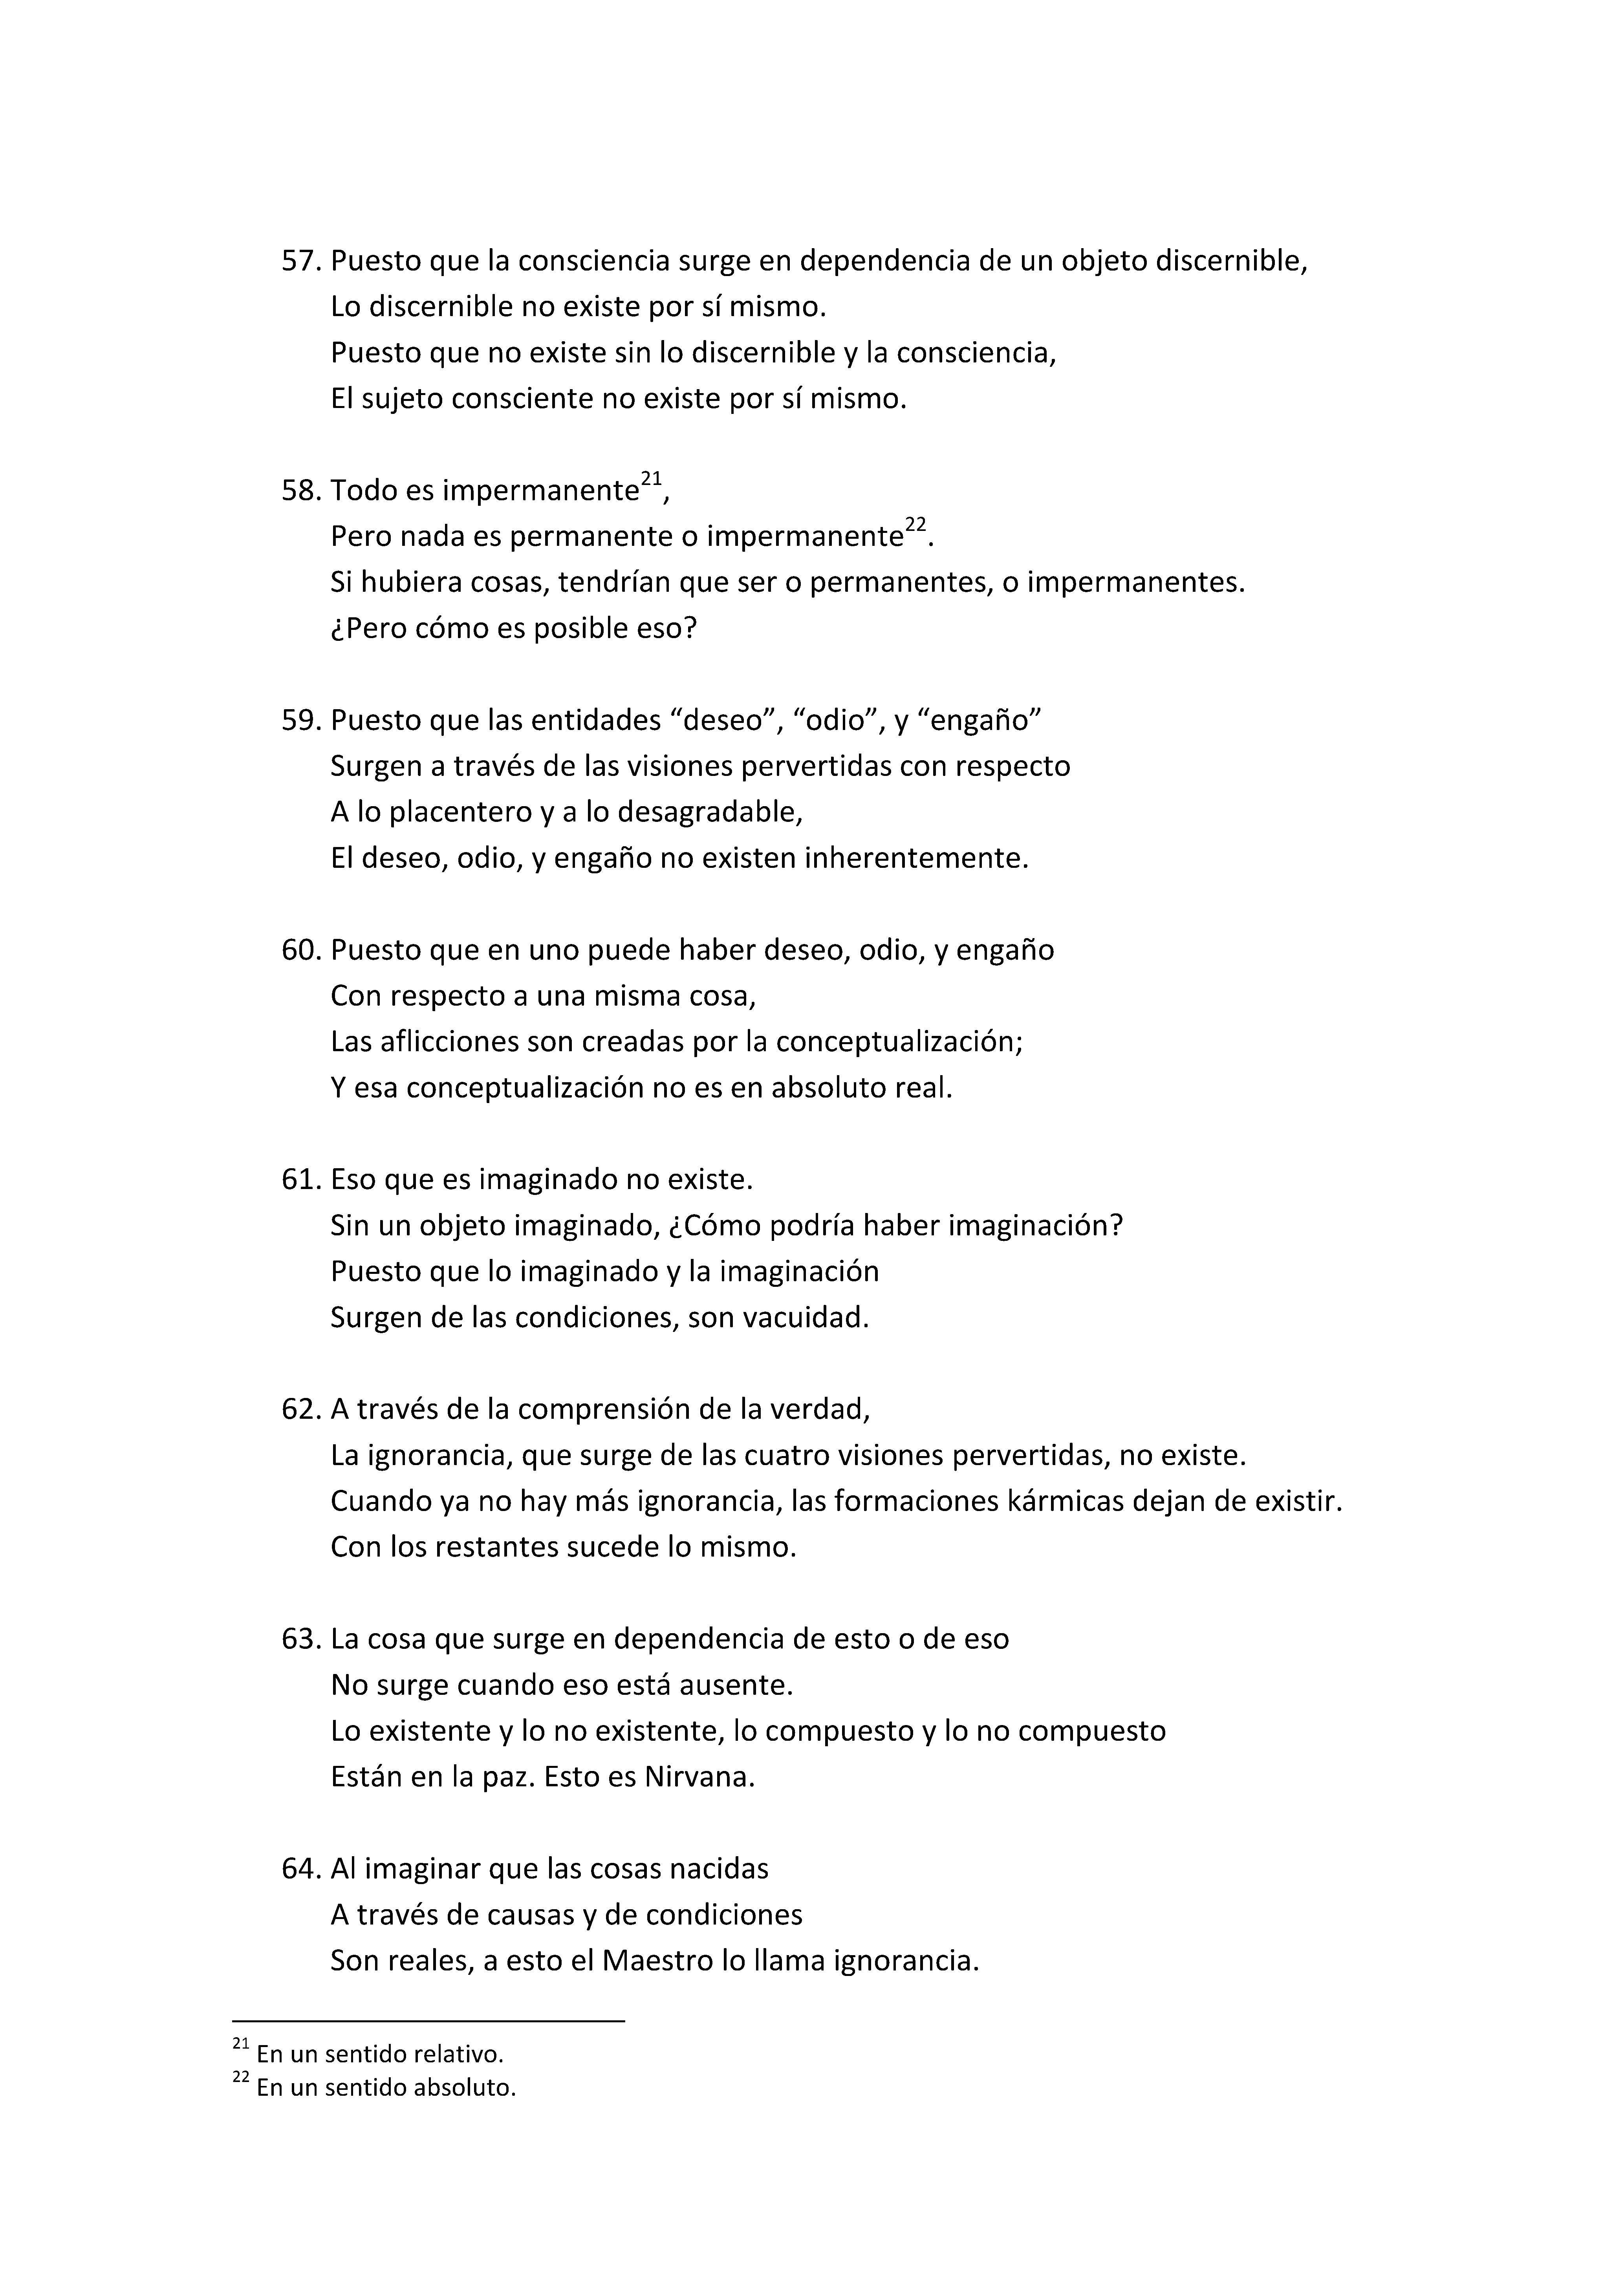 57. Puesto que la consciencia surge en dependencia de un objeto discernible,
Lo discernible no existe por sí mismo.
Puesto que no existe sin lo discernible y la consciencia,
El sujeto consciente no existe por sí mismo.
58. Todo es impermanente21,
Pero nada es permanente o impermanente22.
Si hubiera cosas, tendrían que ser o permanentes, o impermanentes.
¿Pero cómo es posible eso?
59. Puesto que las entidades “deseo”, “odio”, y “engaño”
Surgen a través de las visiones pervertidas con respecto
A lo placentero y a lo desagradable,
El deseo, odio, y engaño no existen inherentemente.
60. Puesto que en uno puede haber deseo, odio, y engaño
Con respecto a una misma cosa,
Las aflicciones son creadas por la conceptualización;
Y esa conceptualización no es en absoluto real.
61. Eso que es imaginado no existe.
Sin un objeto imaginado, ¿Cómo podría haber imaginación?
Puesto que lo imaginado y la imaginación
Surgen de las condiciones, son vacuidad.
62. A través de la comprensión de la verdad,
La ignorancia, que surge de las cuatro visiones pervertidas, no existe.
Cuando ya no hay más ignorancia, las formaciones kármicas dejan de existir.
Con los restantes sucede lo mismo.
63. La cosa que surge en dependencia de esto o de eso
No surge cuando eso está ausente.
Lo existente y lo no existente, lo compuesto y lo no compuesto
Están en la paz. Esto es Nirvana.
64. Al imaginar que las cosas nacidas
A través de causas y de condiciones
Son reales, a esto el Maestro lo llama ignorancia.
21 En un sentido relativo.
22 En un sentido absoluto.